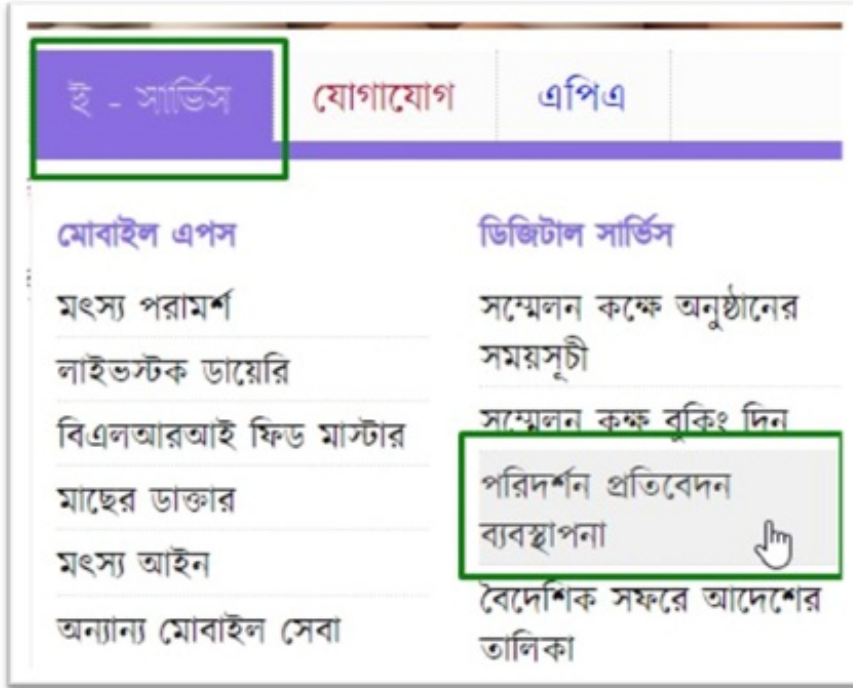 ই - সার্ভিস
যোগাযোগ
এপিএ
মোবাইল এপস
মৎস্য পরামর্শ
লাইভস্টক ডায়েরি
বিএলআরআই ফিড মাস্টার
মাছের ডাক্তার
মৎস্য আইন
অন্যান্য মোবাইল সেবা
ডিজিটাল সার্ভিস
সম্মেলন কক্ষে অনুষ্ঠানের
সময়সূচী
সম্মেলন কক্ষ বুকিং দিন
পরিদর্শন প্রতিবেদন
ব্যবস্থাপনা
বৈদেশিক সফরে আদেশের
তালিকা